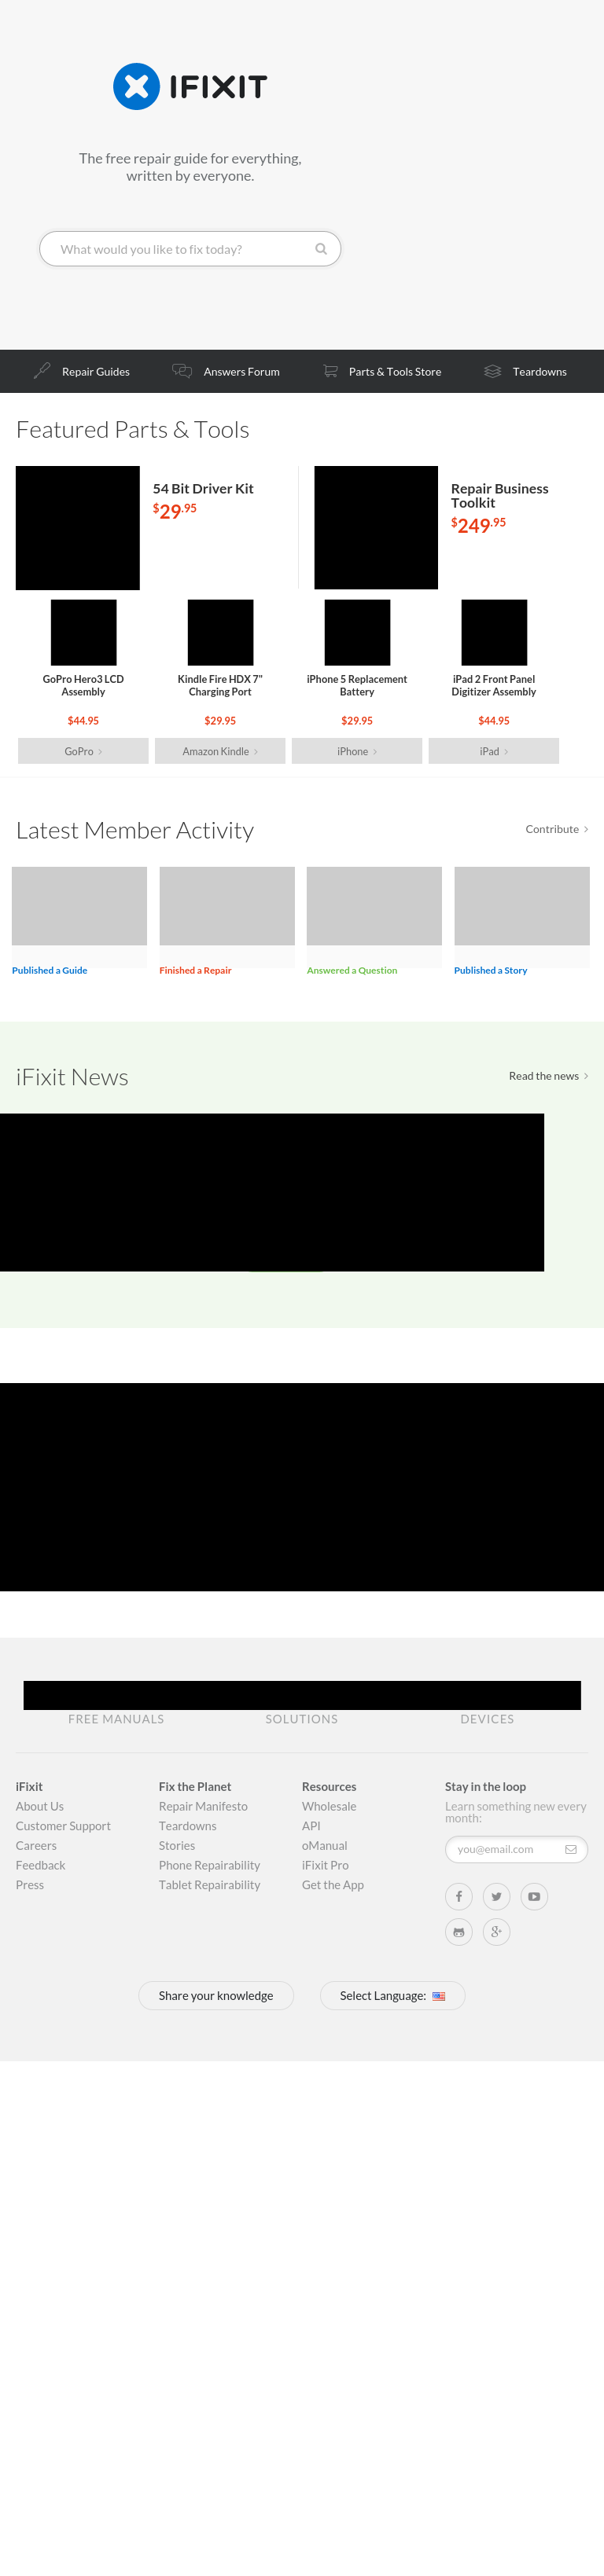 IFIXIT
The free repair guide for everything,
written by everyone.
What would you like to fix today?
Repair Guides
Answers Forum
Parts & Tools Store
Teardowns
Featured Parts & Tools
54 Bit Driver Kit
$29.95
Repair Business
Toolkit
$249.95
GoPro Hero3 LCD
Assembly
$44.95
GoPro
Kindle Fire HDX 7"
Charging Port
$29.95
Amazon Kindle
iPhone 5 Replacement
Battery
$29.95
iPhone
iPad 2 Front Panel
Digitizer Assembly
$44.95
iPad
Latest Member Activity
Contribute
Published a Guide
Finished a Repair
Answered a Question
Published a Story
iFixit News
Read the news
FREE MANUALS
SOLUTIONS
DEVICES
iFixit
About Us
Customer Support
Careers
Feedback
Press
Fix the Planet
Repair Manifesto
Teardowns
Stories
Phone Repairability
Tablet Repairability
Resources
Wholesale
API
oManual
iFixit Pro
Get the App
Stay in the loop
Learn something new every
month:
you@email.com
Share your knowledge
Select Language: